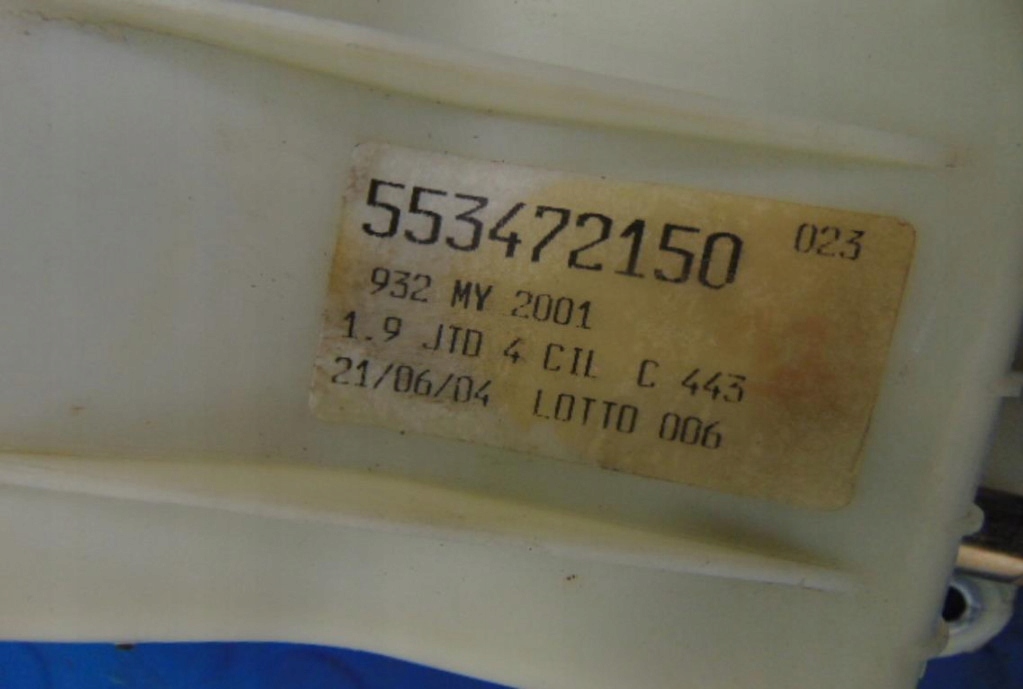 553472150 023
932 MY 2001
1.9 JTD 4 CIL C 443
21/06/04 LOTTO 006